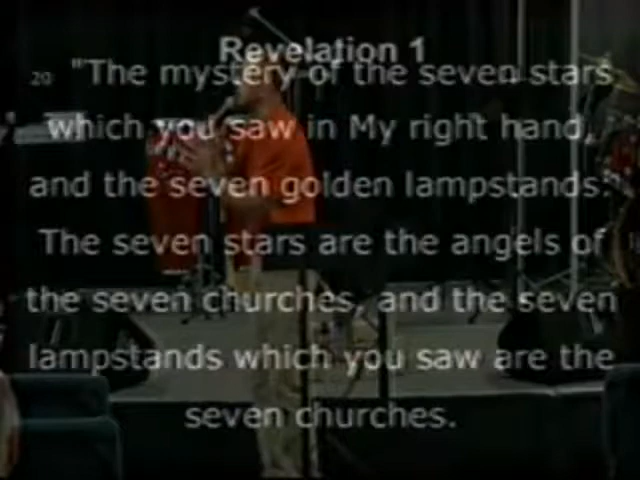 Revelation 1
20 "The mystery of the seven stars
which you saw in My right hand,
and the seven golden lampstands:
The seven stars are the angels of
the seven churches, and the seven
lampstands which you saw are the
seven churches.